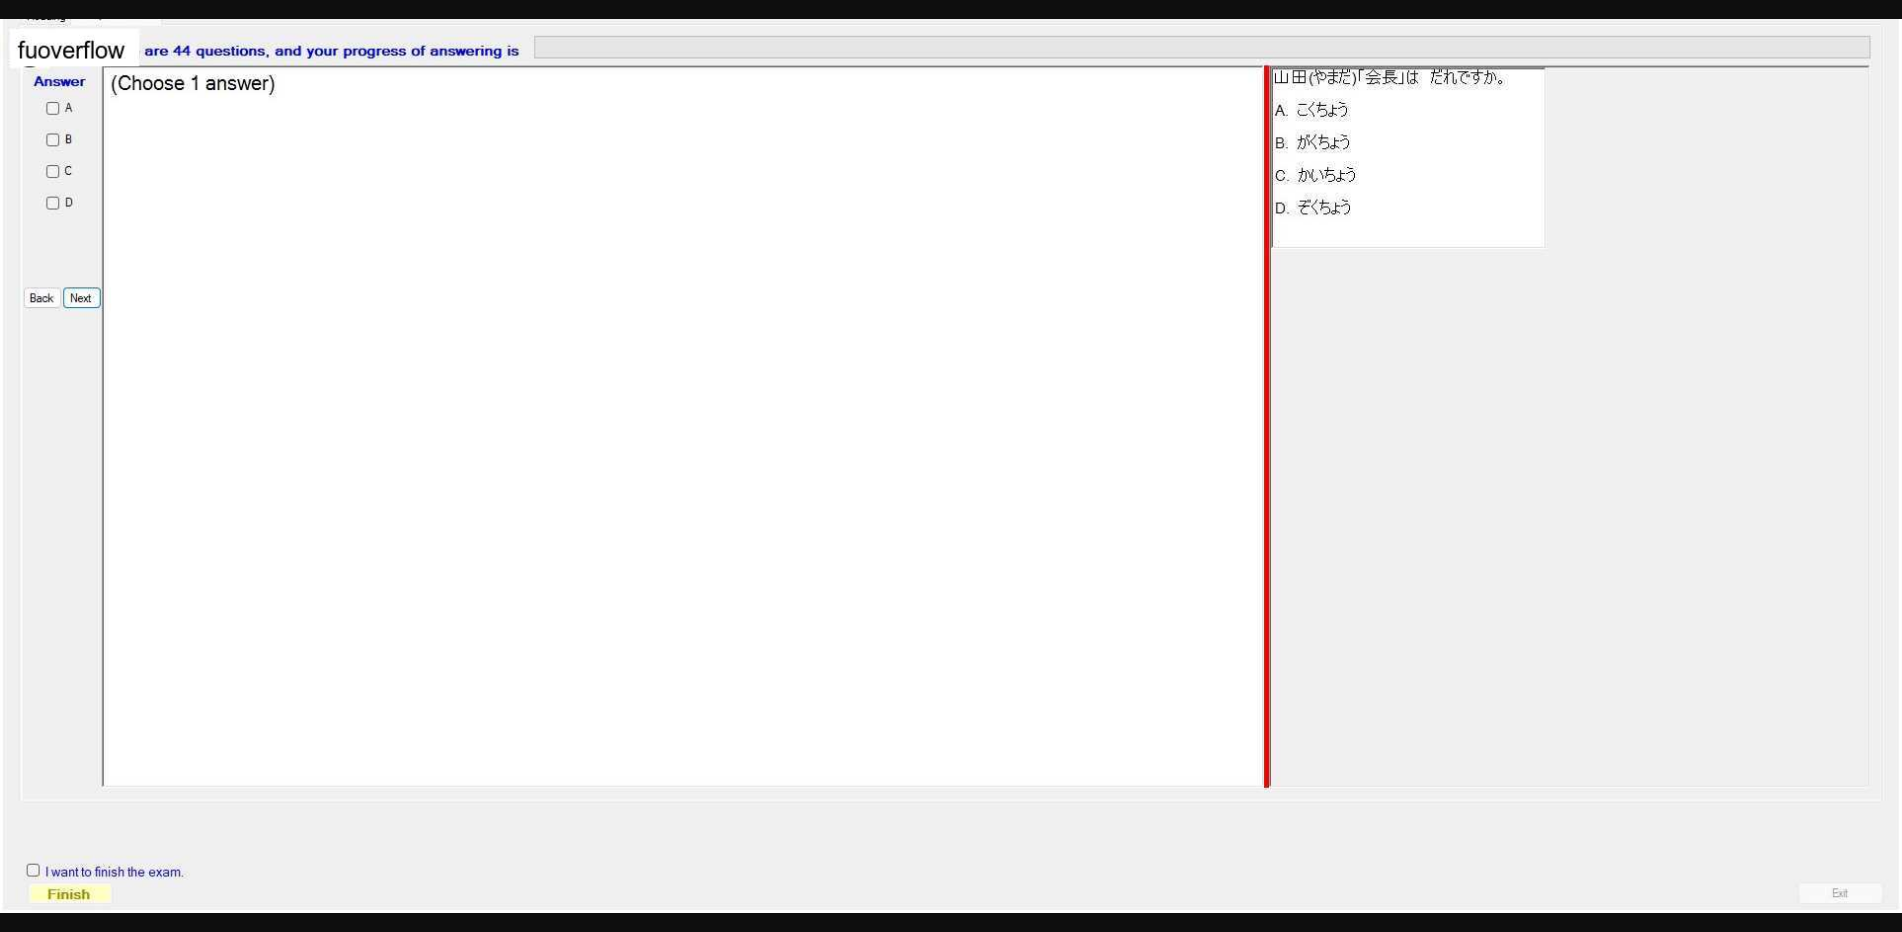 fuoverflow are 44 questions, and your progress of answering is
Answer
(Choose 1 answer)
A
B
C
D
Back Next
山田(やまだ)「会長」は だれですか。
A. こくちょう
B. がくちょう
C. かいちょう
D. ぞくちょう
I want to finish the exam.
Finish
Exit